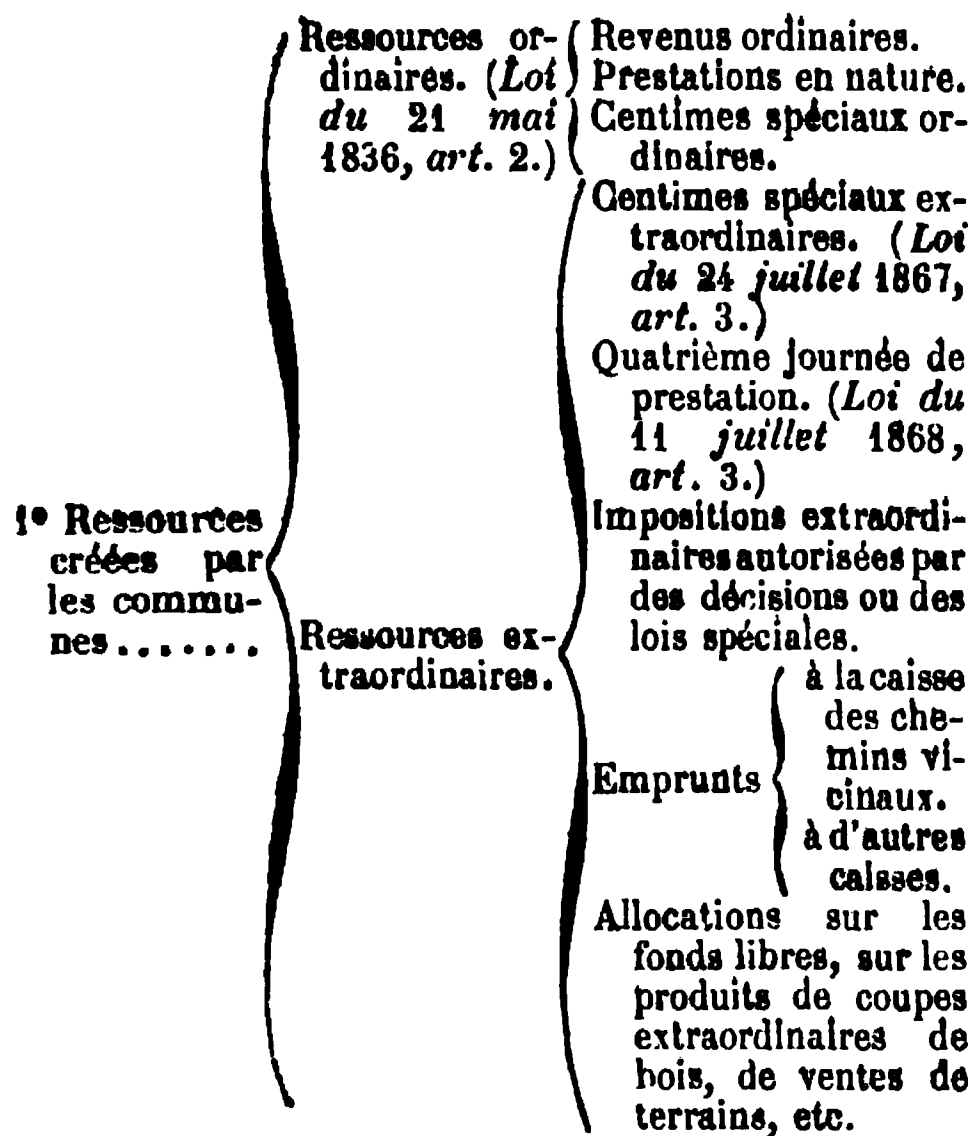 1° Ressources
créées par
les commu-
nes.......
Ressources or-
dinaires. (Loi
du 21 mai
1836, art. 2.)
Revenus ordinaires.
Prestations en nature.
Centimes spéciaux or-
dinaires.
Ressources ex-
traordinaires.
Centimes spéciaux ex-
traordinaires. (Loi
du 24 juillet 1867,
art. 3.)
Quatrième journée de
prestation. (Loi du
11 juillet 1868,
art. 3.)
Impositions extraordi-
naires autorisées par
des décisions ou des
lois spéciales.
Emprunts
à la caisse
des che-
mins vi-
cinaux.
à d'autres
caisses.
Allocations sur les
fonds libres, sur les
produits de coupes
extraordinaires de
bois, de ventes de
terrains, etc.